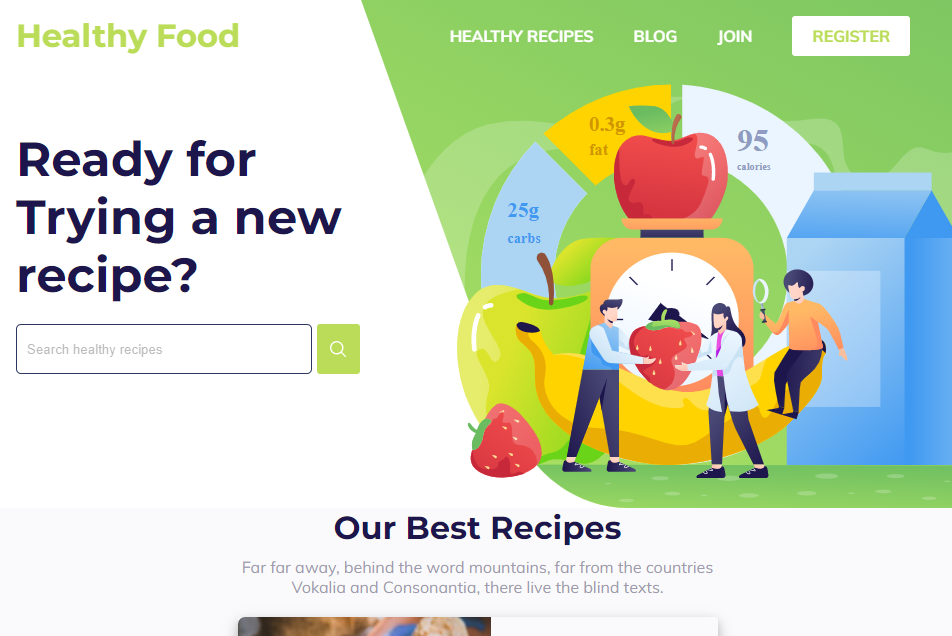 Healthy Food
HEALTHY RECIPES
BLOG
JOIN
REGISTER
Ready for
Trying a new
recipe?
Search healthy recipes
0.3g
fat
95
calories
25g
carbs
Our Best Recipes
Far far away, behind the word mountains, far from the countries
Vokalia and Consonantia, there live the blind texts.